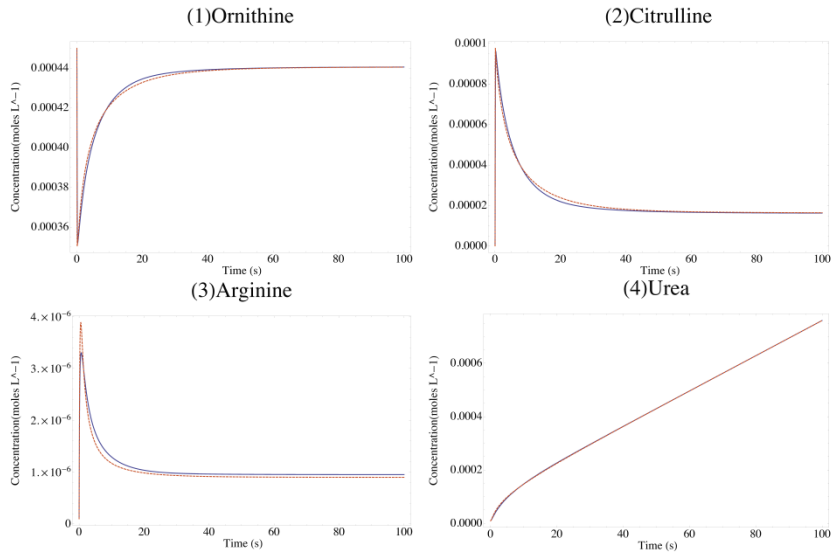 (1)Ornithine
Concentration(moles L^−1)
0.00044
0.00042
0.00040
0.00038
0.00036
0 20 40 60 80 100
Time (s)
(2)Citrulline
Concentration(moles L^−1)
0.0001
0.00008
0.00006
0.00004
0.00002
0.0000
0 20 40 60 80 100
Time (s)
(3)Arginine
Concentration(moles L^−1)
4.×10⁻⁶
3.×10⁻⁶
2.×10⁻⁶
1.×10⁻⁶
0
0 20 40 60 80 100
Time (s)
(4)Urea
Concentration(moles L^−1)
0.0006
0.0004
0.0002
0.0000
0 20 40 60 80 100
Time (s)